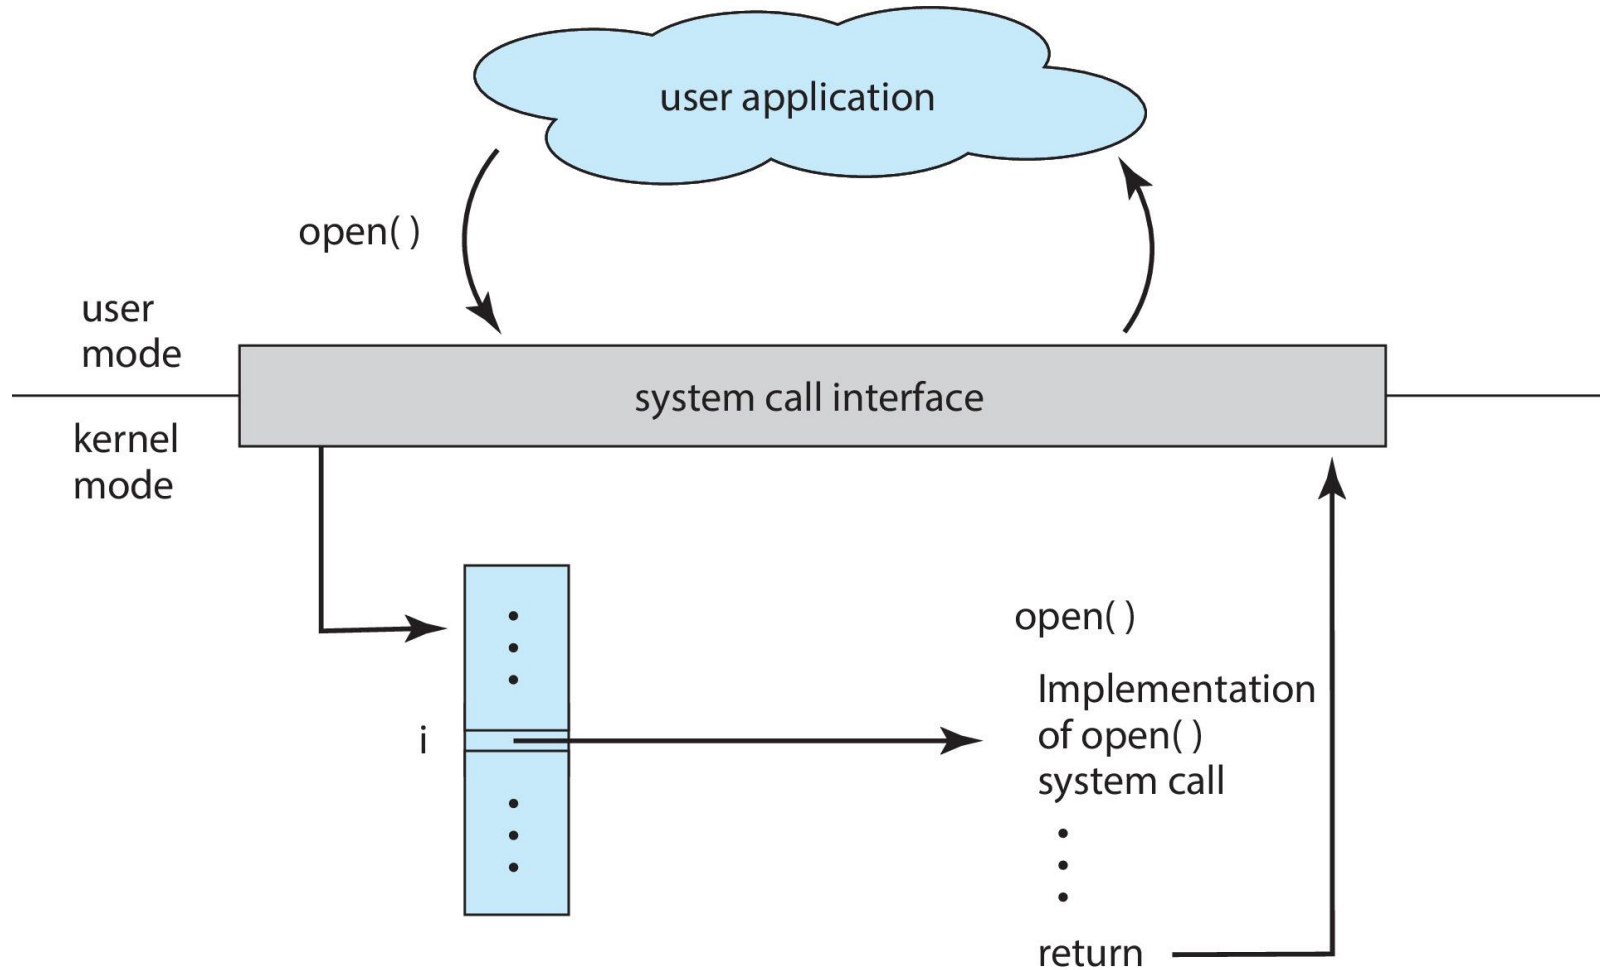 user application
open( )
user
mode
system call interface
kernel
mode
open( )
Implementation
of open( )
system call
i
return